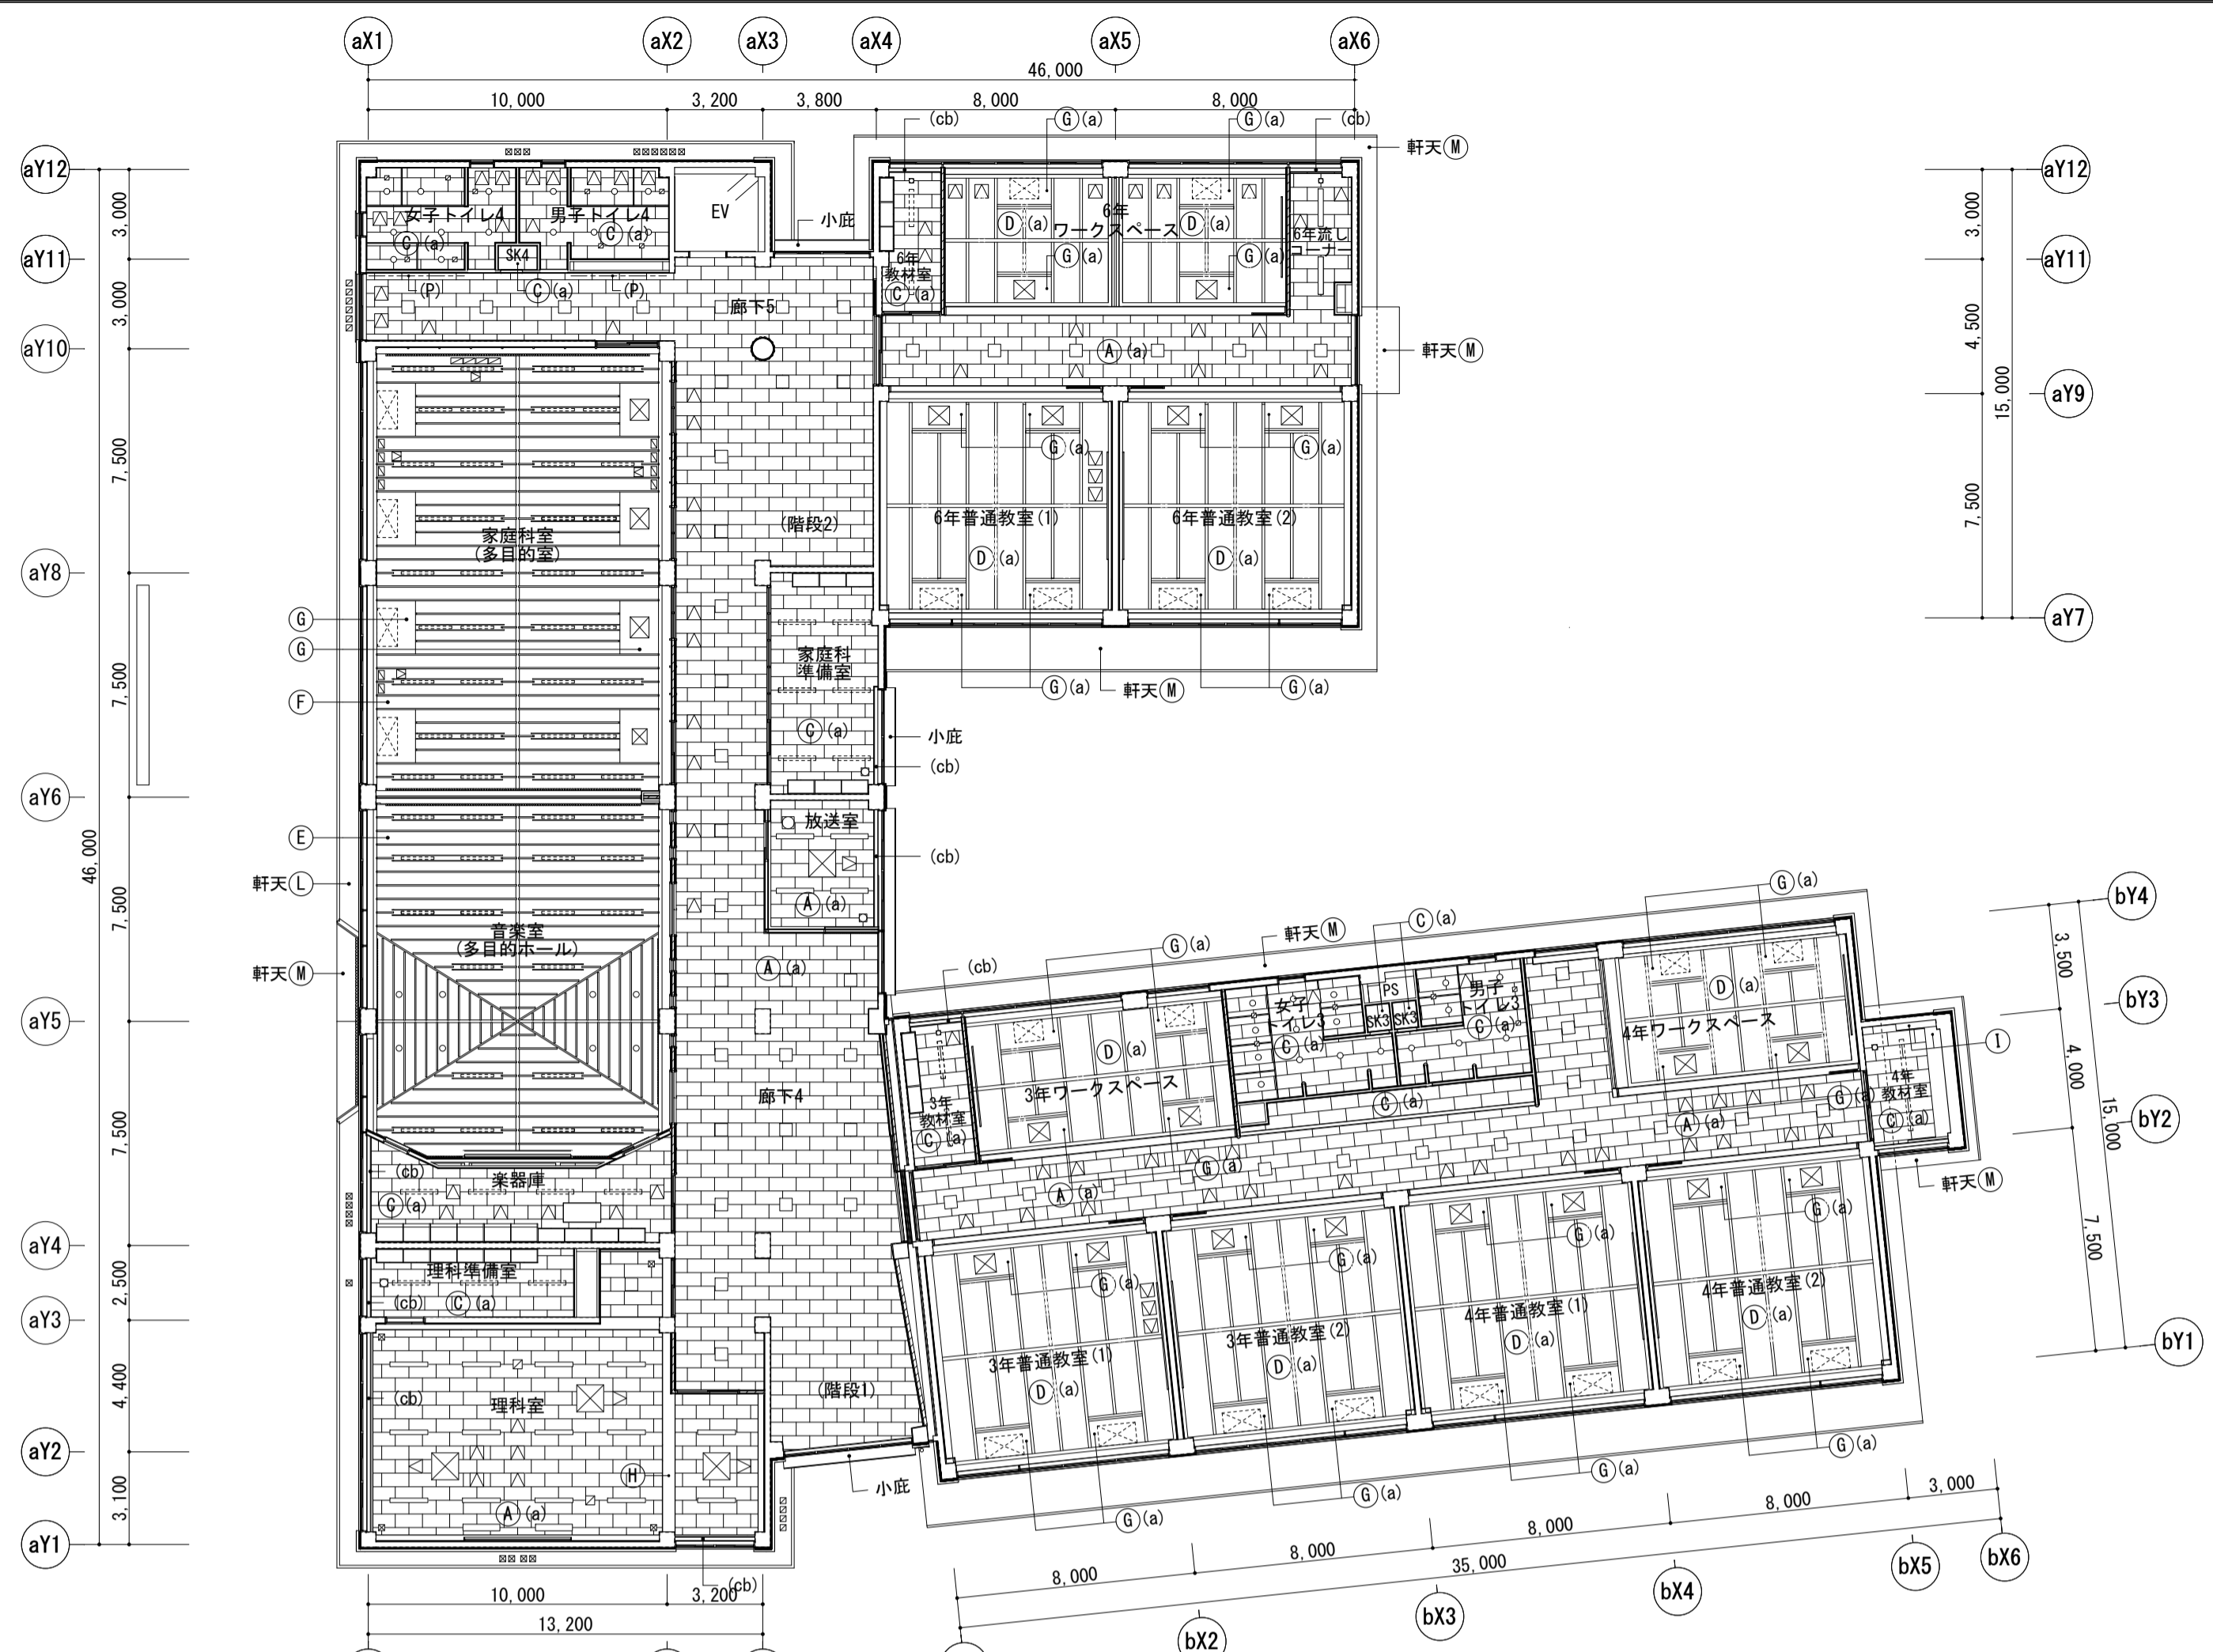 aX1 aX2 aX3 aX4 aX5 aX6
46,000
10,000 3,200 3,800 8,000 8,000
(cb) G(a) G(a) (cb)
軒天M
aY12 3,000 aY11 3,000 aY10 7,500 aY8 7,500 aY6 7,500 aY5 7,500 aY4 2,500 aY3 4,400 aY2 3,100 aY1
46,000
aY12 3,000 aY11 4,500 aY9 7,500 aY7
15,000
女子トイレ4
C(a)
男子トイレ4
C(a)
SK4
EV
小庇
(P) C(a) (P)
廊下5
6年
教材室
C(a)
6年
ワークスペース
D(a) D(a)
G(a) G(a)
6年流し
コーナー
A(a)
軒天M
G(a) G(a)
6年普通教室(1)
D(a)
6年普通教室(2)
D(a)
G(a) G(a)
軒天M
(階段2)
家庭科室
(多目的室)
G
G
F
E
軒天L
軒天M
家庭科
準備室
C(a)
小庇
(cb)
放送室
(cb)
A(a)
音楽室
(多目的ホール)
A(a)
廊下4
(cb)
楽器庫
C(a)
理科準備室
(cb) C(a)
(cb)
理科室
H
A(a)
(階段1)
小庇
(cb)
10,000 3,200
13,200
(cb)
G(a)
軒天M
C(a)
G(a)
3年
教材室
C(a)
D(a)
3年ワークスペース
女子
トイレ3
C(a)
PS
SK3 SK3
男子
トイレ3
C(a)
C(a)
D(a)
4年ワークスペース
I
4年
教材室
C(a)
G(a)
A(a)
G(a)
A(a)
軒天M
G(a)
3年普通教室(1)
D(a)
G(a)
3年普通教室(2)
D(a)
G(a)
4年普通教室(1)
D(a)
G(a)
4年普通教室(2)
D(a)
G(a) G(a) G(a) G(a)
bY4 3,500 bY3 4,000 bY2 7,500 bY1
15,000
8,000 8,000 8,000 8,000 3,000
35,000
bX2 bX3 bX4 bX5 bX6